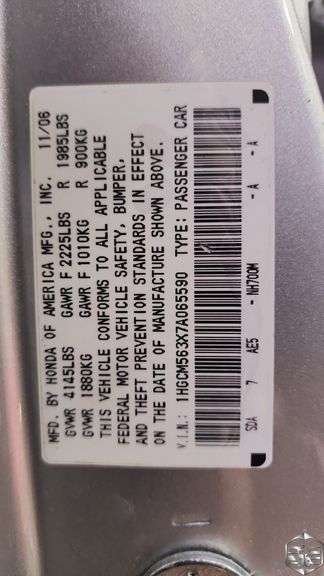 MFD. BY HONDA OF AMERICA MFG., INC. 11/06
GVWR 4145LBS GAWR F 2225LBS R 1985LBS
GVWR 1880KG GAWR F 1010KG R 900KG
THIS VEHICLE CONFORMS TO ALL APPLICABLE
FEDERAL MOTOR VEHICLE SAFETY, BUMPER,
AND THEFT PREVENTION STANDARDS IN EFFECT
ON THE DATE OF MANUFACTURE SHOWN ABOVE.
V.I.N.: 1HGCM563X7A065590 TYPE: PASSENGER CAR
SDA 7 AE5 - NH700M - A - A